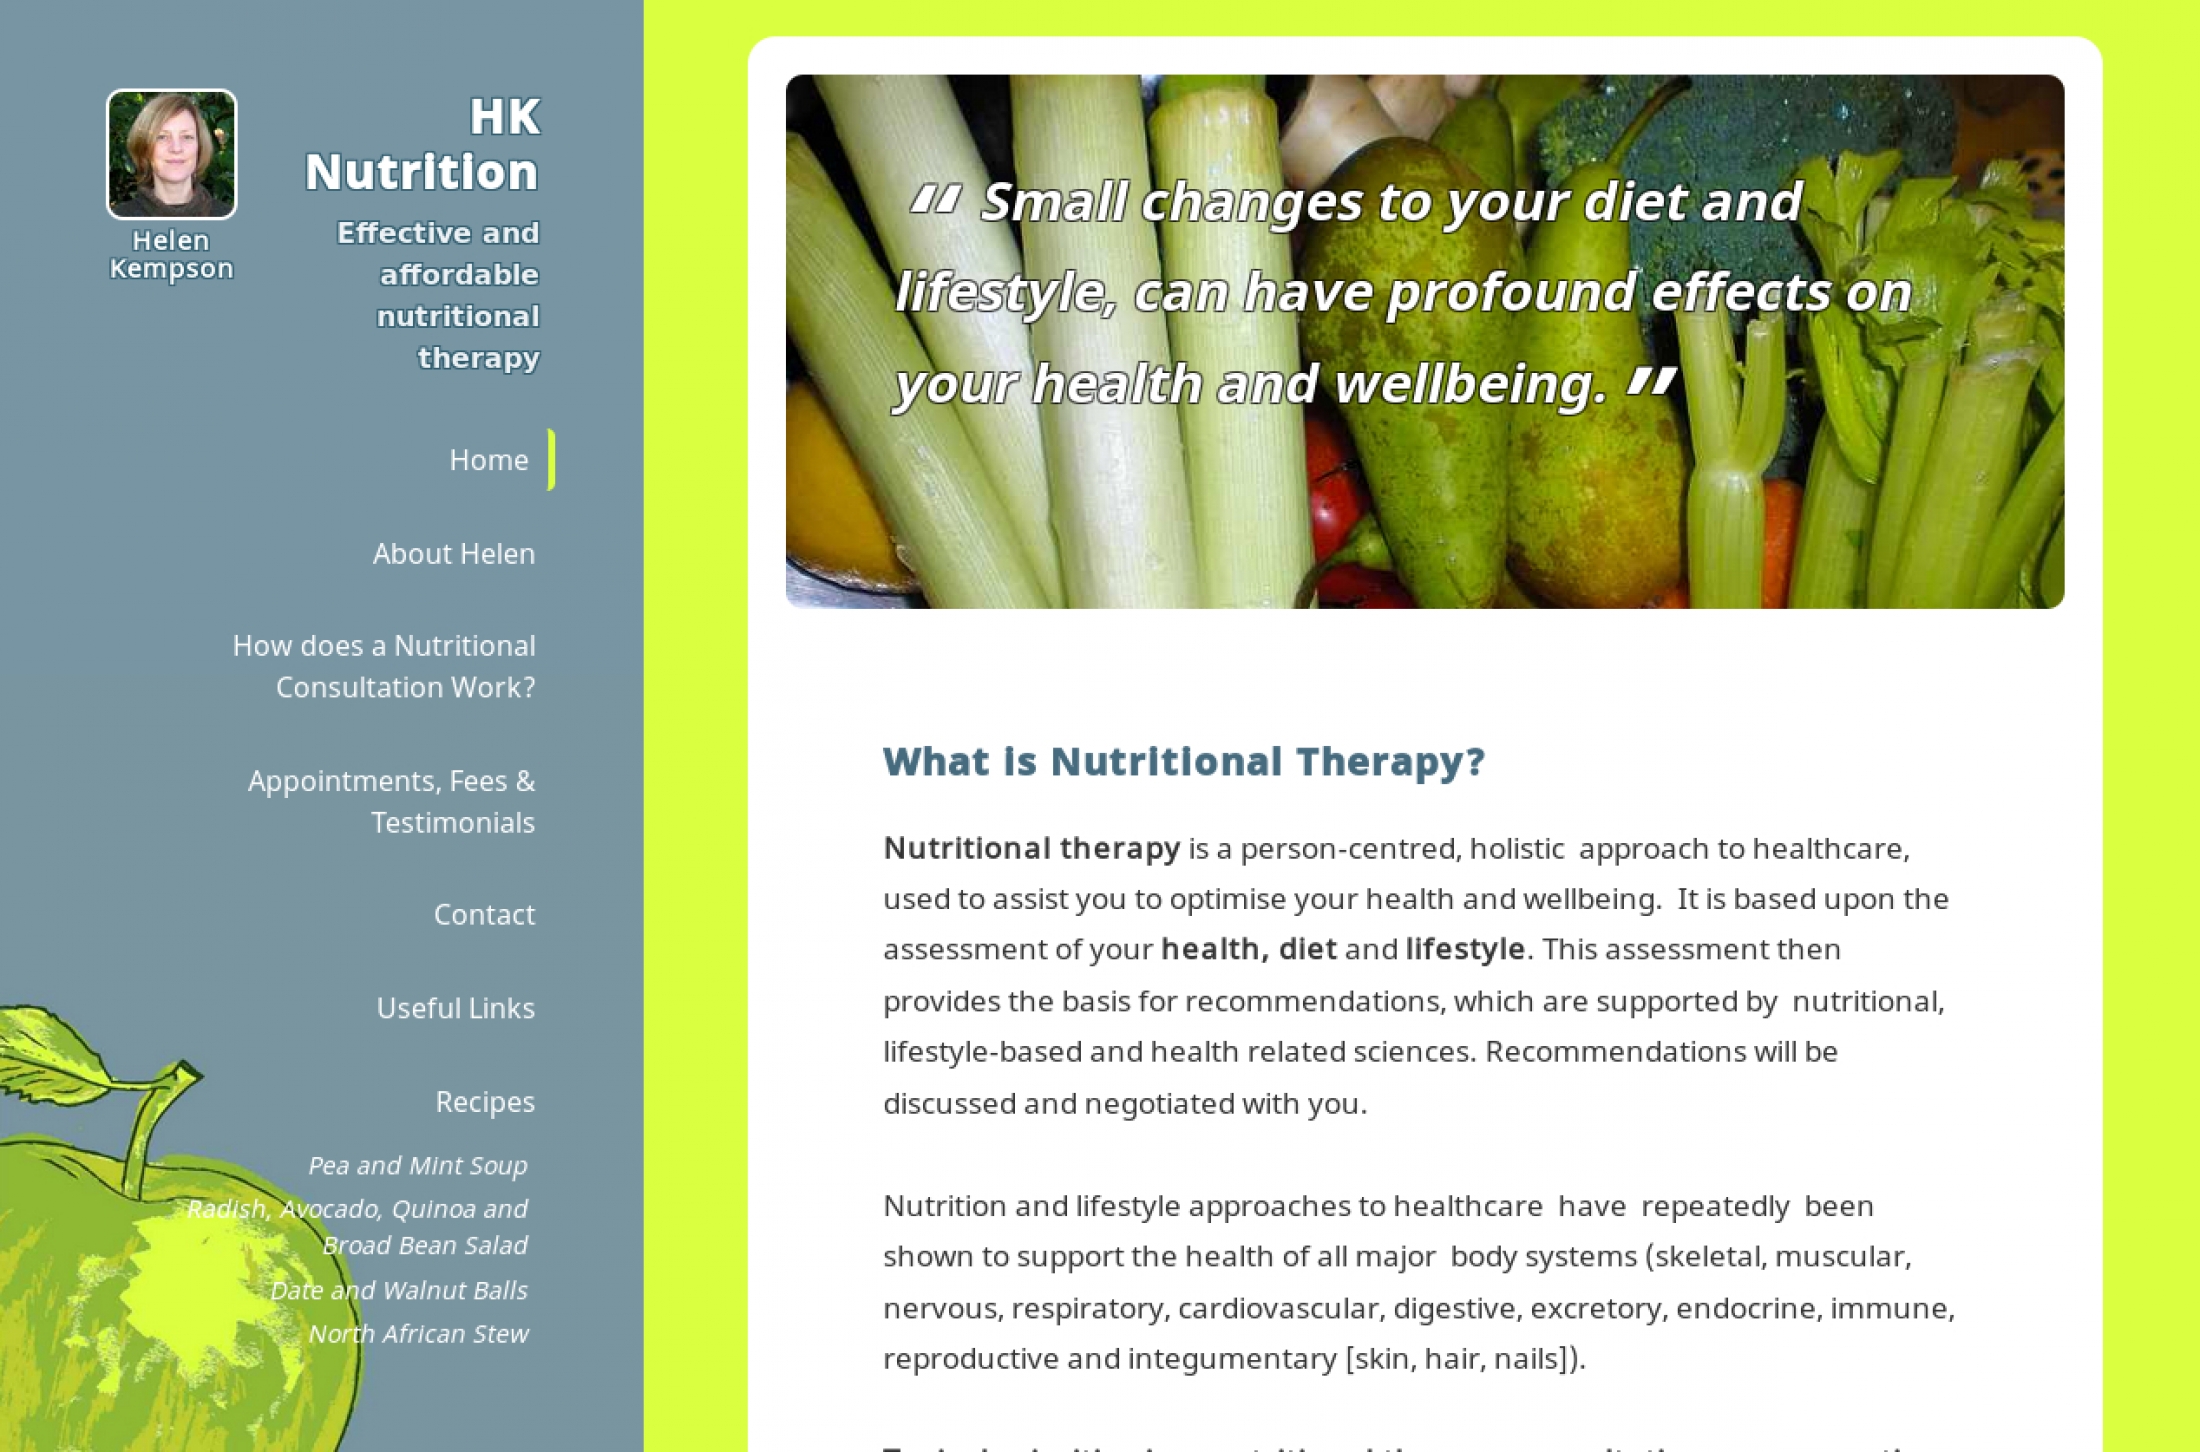 HK
Nutrition
Helen
Kempson
Effective and
affordable
nutritional
therapy
Home
About Helen
How does a Nutritional
Consultation Work?
Appointments, Fees &
Testimonials
Contact
Useful Links
Recipes
Pea and Mint Soup
Radish, Avocado, Quinoa and
Broad Bean Salad
Date and Walnut Balls
North African Stew
“ Small changes to your diet and
lifestyle, can have profound effects on
your health and wellbeing. ”
What is Nutritional Therapy?
Nutritional therapy is a person-centred, holistic approach to healthcare,
used to assist you to optimise your health and wellbeing. It is based upon the
assessment of your health, diet and lifestyle. This assessment then
provides the basis for recommendations, which are supported by nutritional,
lifestyle-based and health related sciences. Recommendations will be
discussed and negotiated with you.
Nutrition and lifestyle approaches to healthcare have repeatedly been
shown to support the health of all major body systems (skeletal, muscular,
nervous, respiratory, cardiovascular, digestive, excretory, endocrine, immune,
reproductive and integumentary [skin, hair, nails]).